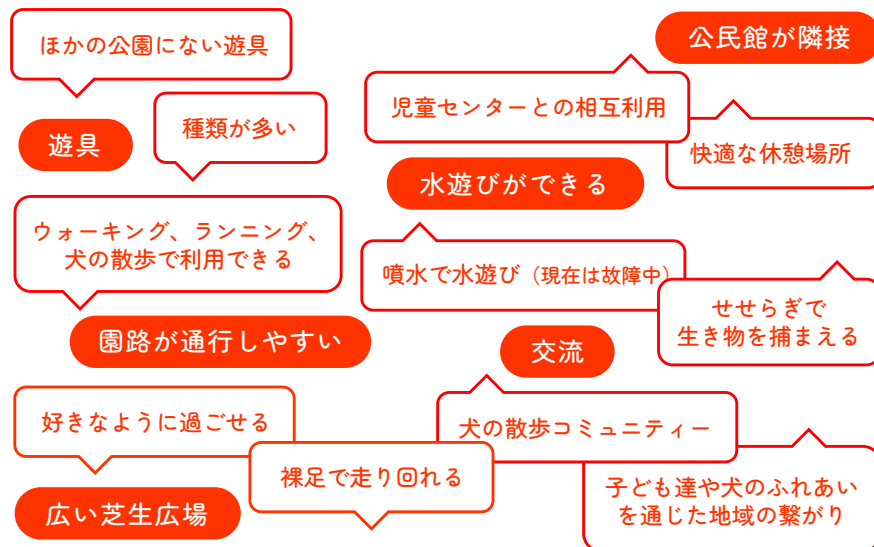 ほかの公園にない遊具
種類が多い
遊具
ウォーキング、ランニング、
犬の散歩で利用できる
園路が通行しやすい
好きなように過ごせる
裸足で走り回れる
広い芝生広場
公民館が隣接
児童センターとの相互利用
快適な休憩場所
水遊びができる
噴水で水遊び（現在は故障中）
せせらぎで
生き物を捕まえる
交流
犬の散歩コミュニティー
子ども達や犬のふれあい
を通じた地域の繋がり